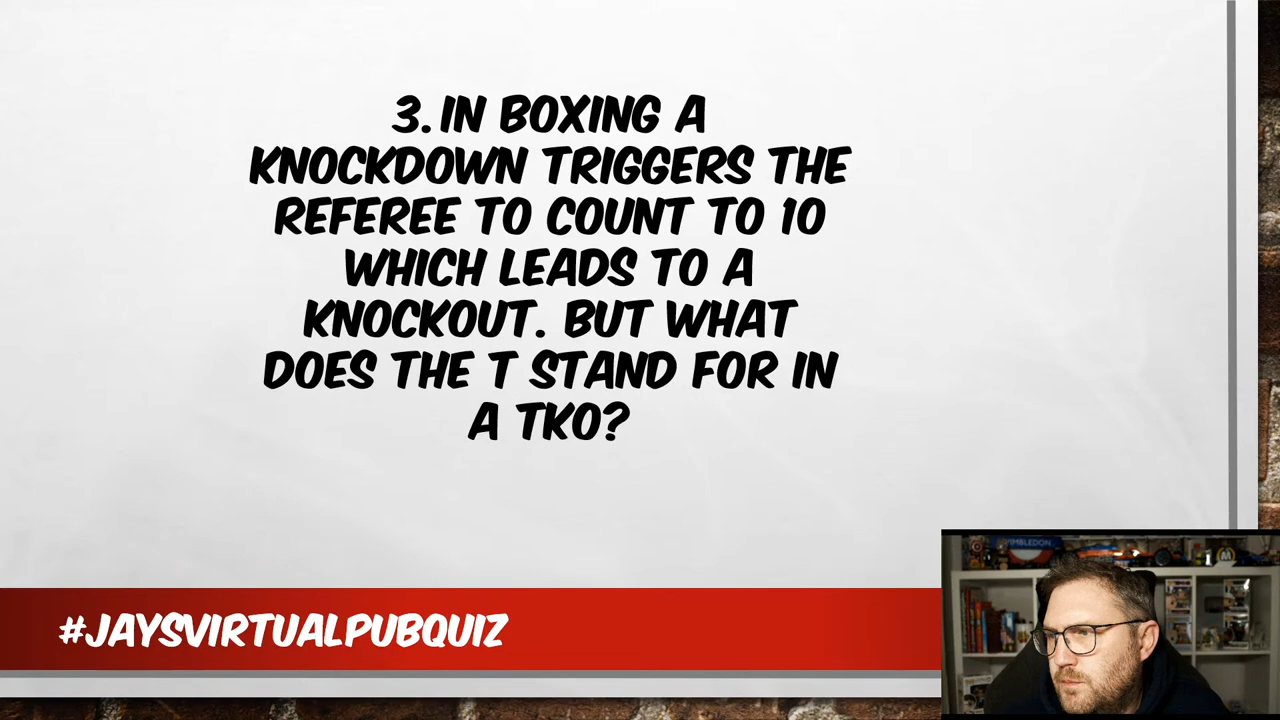 3. IN BOXING A
KNOCKDOWN TRIGGERS THE
REFEREE TO COUNT TO 10
WHICH LEADS TO A
KNOCKOUT. BUT WHAT
DOES THE T STAND FOR IN
A TKO?
#JAYSVIRTUALPUBQUIZ
WIMBLEDON